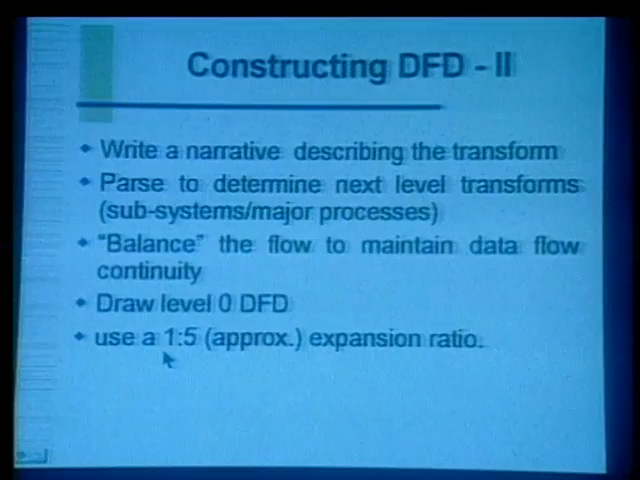 Constructing DFD - II
Write a narrative describing the transform
Parse to determine next level transforms
(sub-systems/major processes)
"Balance" the flow to maintain data flow
continuity
Draw level 0 DFD
use a 1:5 (approx.) expansion ratio.